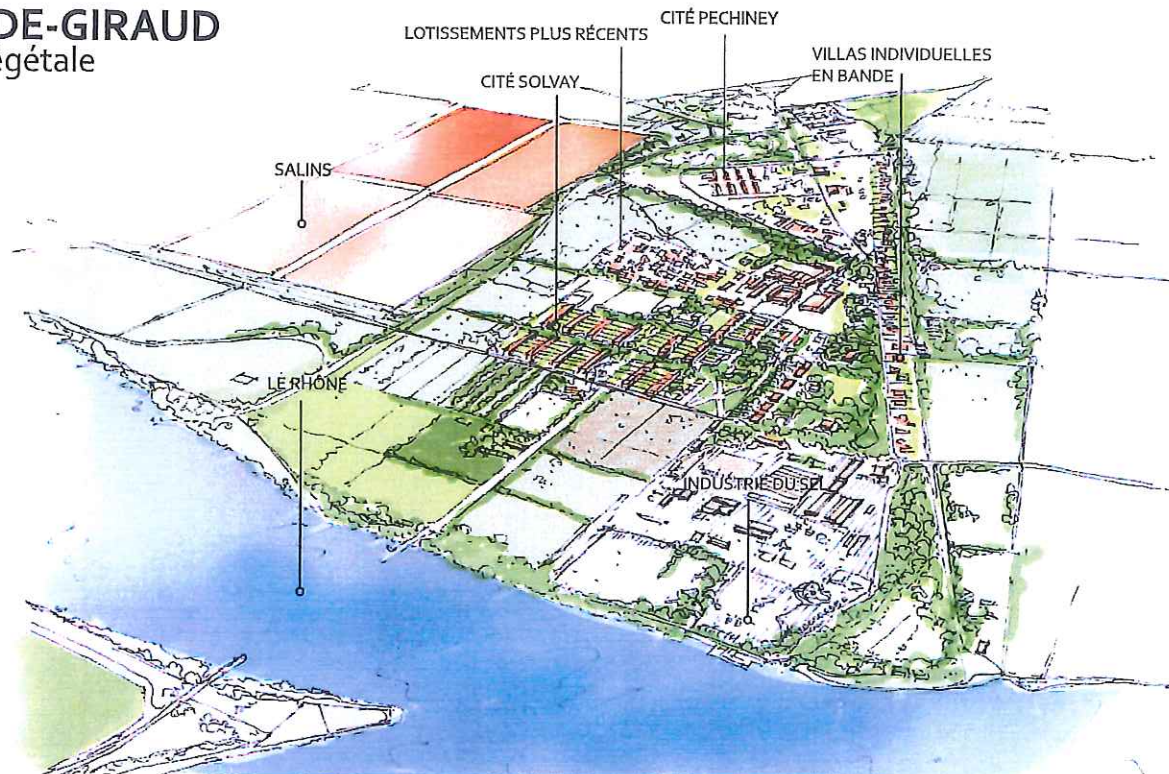 DE-GIRAUD
égétale
CITÉ PECHINEY
LOTISSEMENTS PLUS RÉCENTS
VILLAS INDIVIDUELLES
EN BANDE
CITÉ SOLVAY
SALINS
LE RHÔNE
INDUSTRIE DU SEL